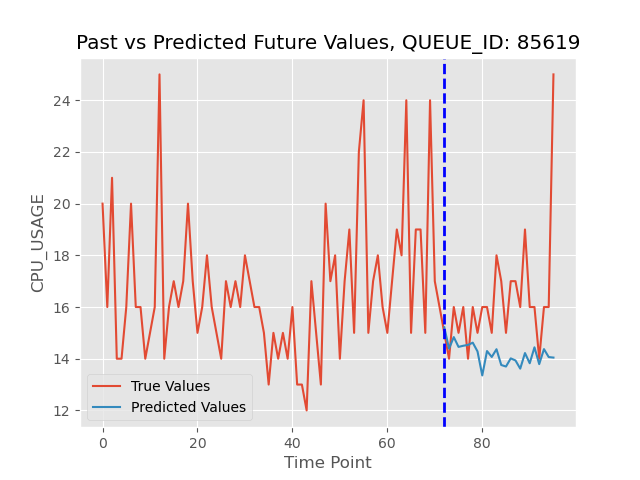 Past vs Predicted Future Values, QUEUE_ID: 85619
CPU_USAGE
24
22
20
18
16
14
12
True Values
Predicted Values
0
20
40
60
80
Time Point